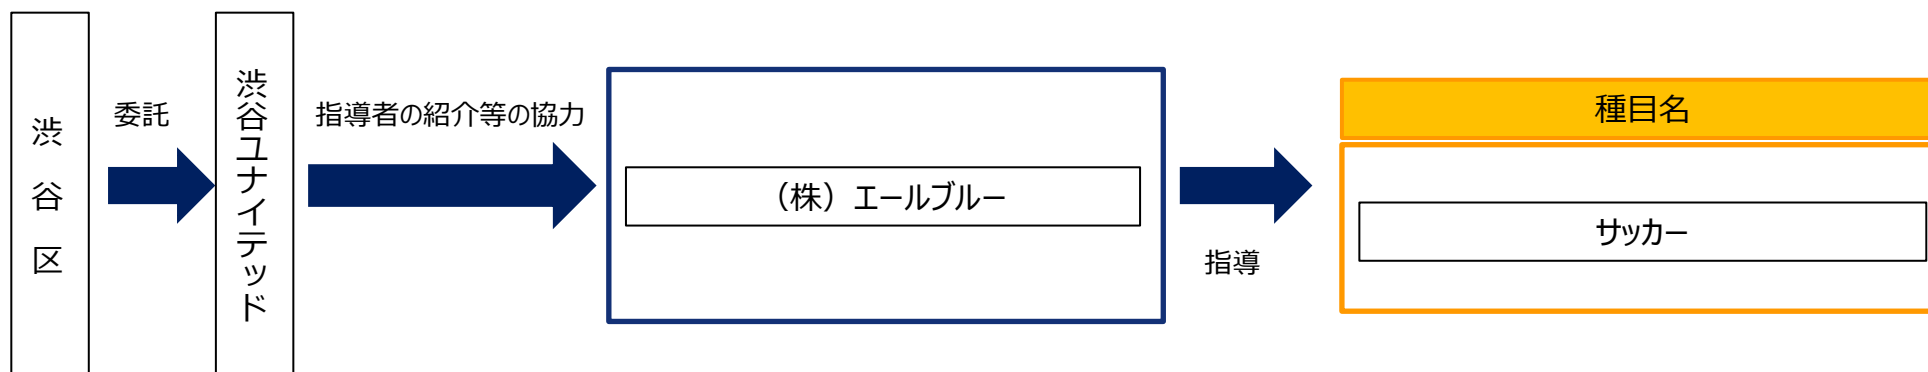 渋谷区
委託
渋谷ユナイテッド
指導者の紹介等の協力
（株）エールブルー
指導
種目名
サッカー